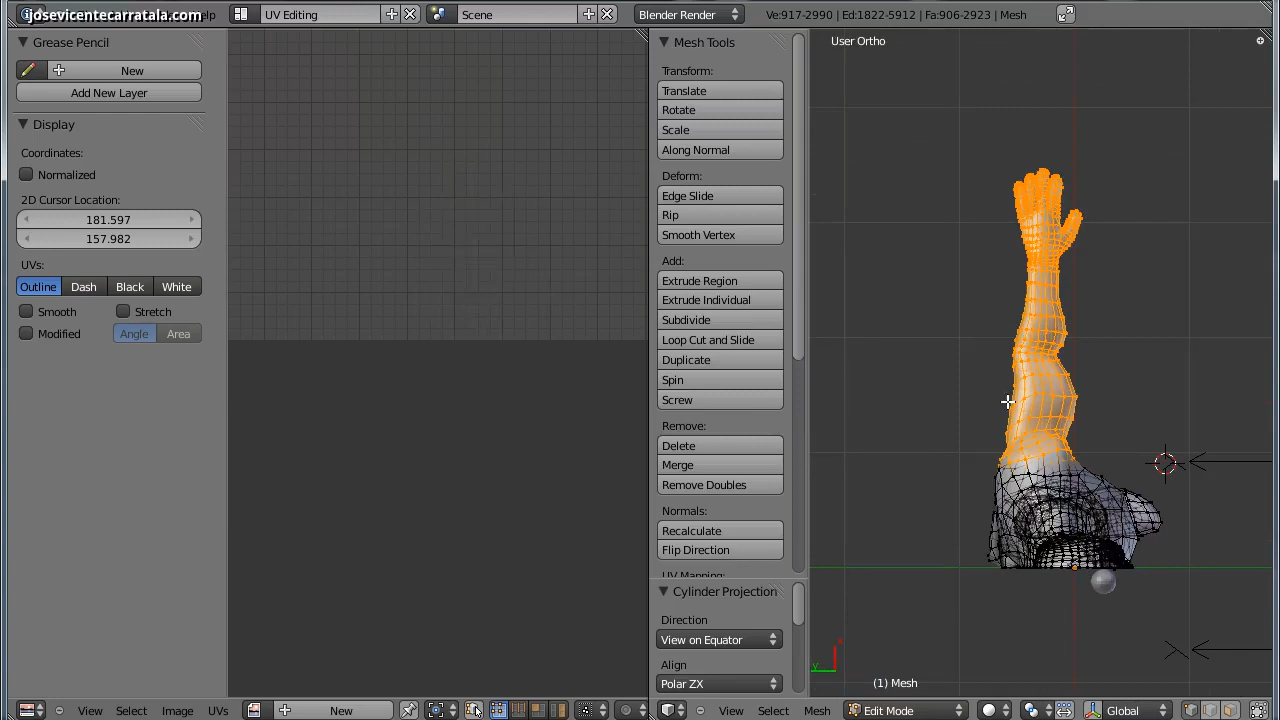 josevicentecarratala.com
lp
UV Editing
Scene
Blender Render
Ve:917-2990 | Ed:1822-5912 | Fa:906-2923 | Mesh
Grease Pencil
New
Add New Layer
Display
Coordinates:
Normalized
2D Cursor Location:
181.597
157.982
UVs:
Outline
Dash
Black
White
Smooth
Stretch
Modified
Angle
Area
Mesh Tools
Transform:
Translate
Rotate
Scale
Along Normal
Deform:
Edge Slide
Rip
Smooth Vertex
Add:
Extrude Region
Extrude Individual
Subdivide
Loop Cut and Slide
Duplicate
Spin
Screw
Remove:
Delete
Merge
Remove Doubles
Normals:
Recalculate
Flip Direction
UV Mapping:
Cylinder Projection
Direction
View on Equator
Align
Polar ZX
User Ortho
x
y
(1) Mesh
View
Select
Image
UVs
New
View
Select
Mesh
Edit Mode
Global